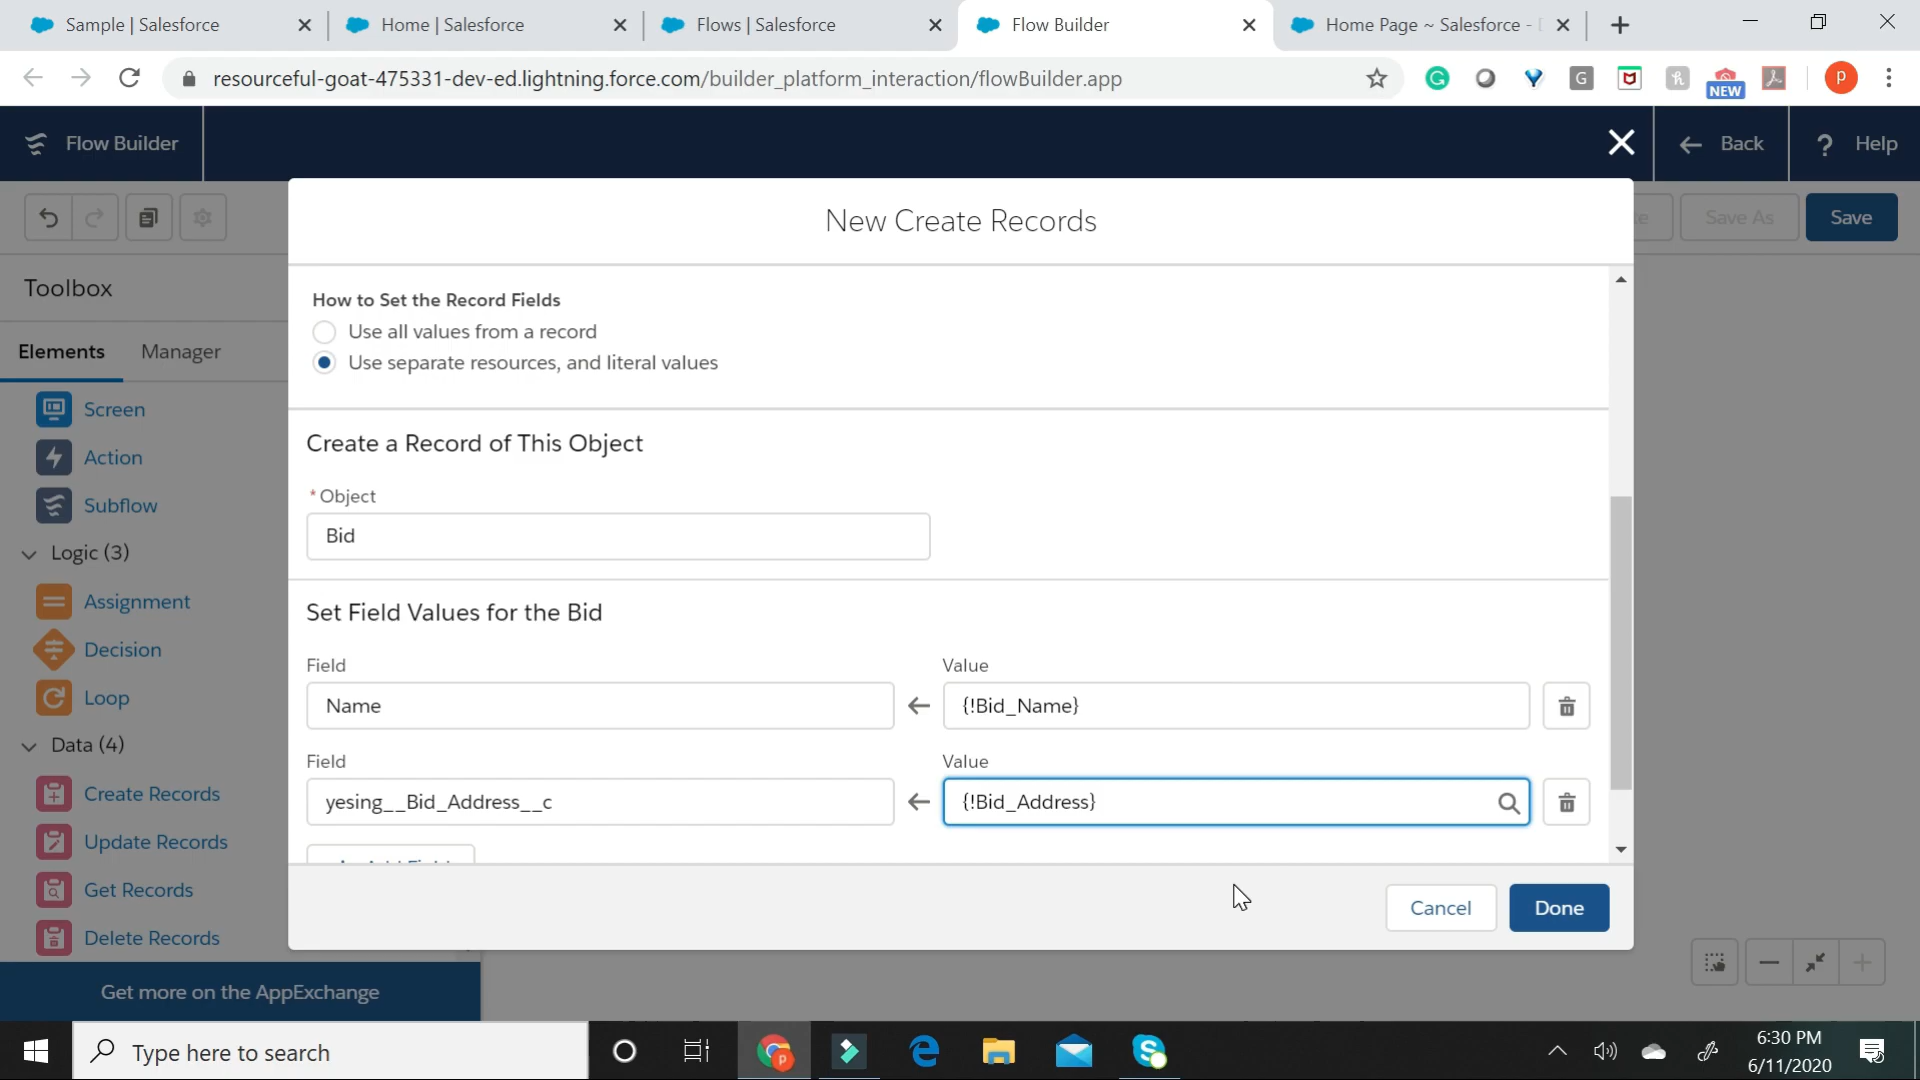 Sample | Salesforce
Home | Salesforce
Flows | Salesforce
Flow Builder
Home Page ~ Salesforce -
resourceful-goat-475331-dev-ed.lightning.force.com/builder_platform_interaction/flowBuilder.app
G
NEW
P
Flow Builder
Back
? Help
New Create Records
Save As
Save
Toolbox
Elements
Manager
Screen
Action
Subflow
Logic (3)
Assignment
Decision
Loop
Data (4)
Create Records
Update Records
Get Records
Delete Records
Get more on the AppExchange
How to Set the Record Fields
Use all values from a record
Use separate resources, and literal values
Create a Record of This Object
* Object
Bid
Set Field Values for the Bid
Field
Value
Name
{!Bid_Name}
Field
Value
yesing__Bid_Address__c
{!Bid_Address}
Cancel
Done
Type here to search
6:30 PM
6/11/2020